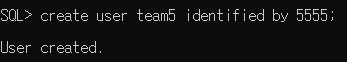 SQL> create user team5 identified by 5555;
User created.